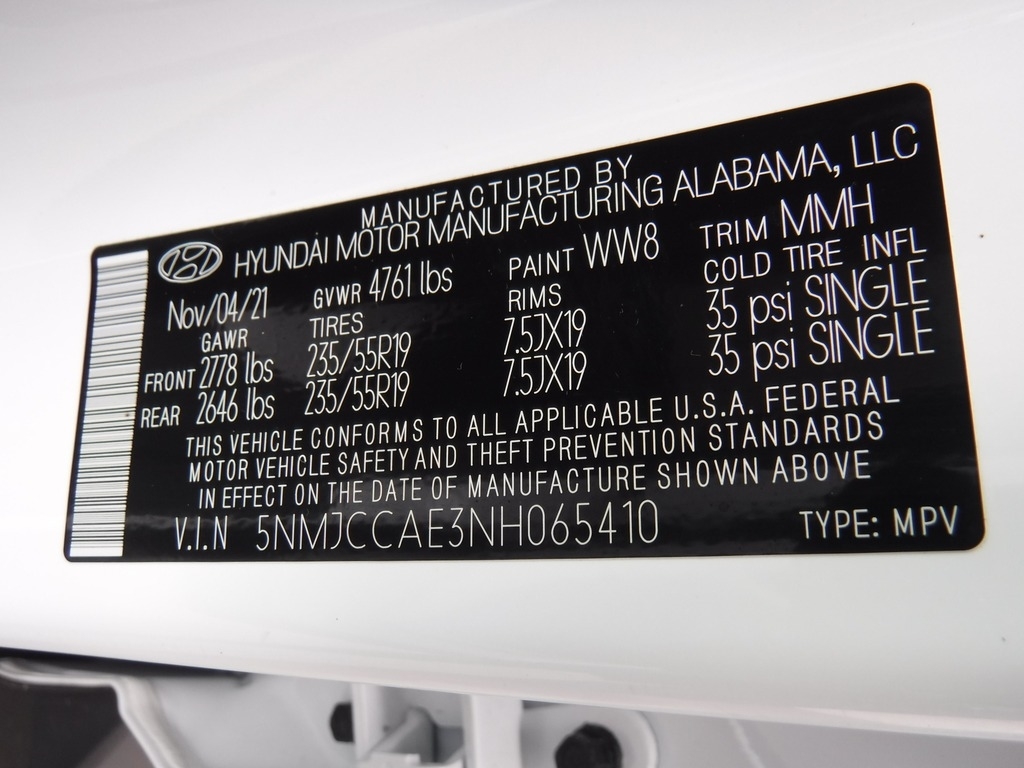 MANUFACTURED BY
HYUNDAI MOTOR MANUFACTURING ALABAMA, LLC
Nov/04/21 GVWR 4761 lbs PAINT WW8 TRIM MMH
GAWR TIRES RIMS COLD TIRE INFL
FRONT 2778 lbs 235/55R19 7.5JX19 35 psi SINGLE
REAR 2646 lbs 235/55R19 7.5JX19 35 psi SINGLE
THIS VEHICLE CONFORMS TO ALL APPLICABLE U.S.A. FEDERAL
MOTOR VEHICLE SAFETY AND THEFT PREVENTION STANDARDS
IN EFFECT ON THE DATE OF MANUFACTURE SHOWN ABOVE
V.I.N 5NMJCCAE3NH065410 TYPE: MPV